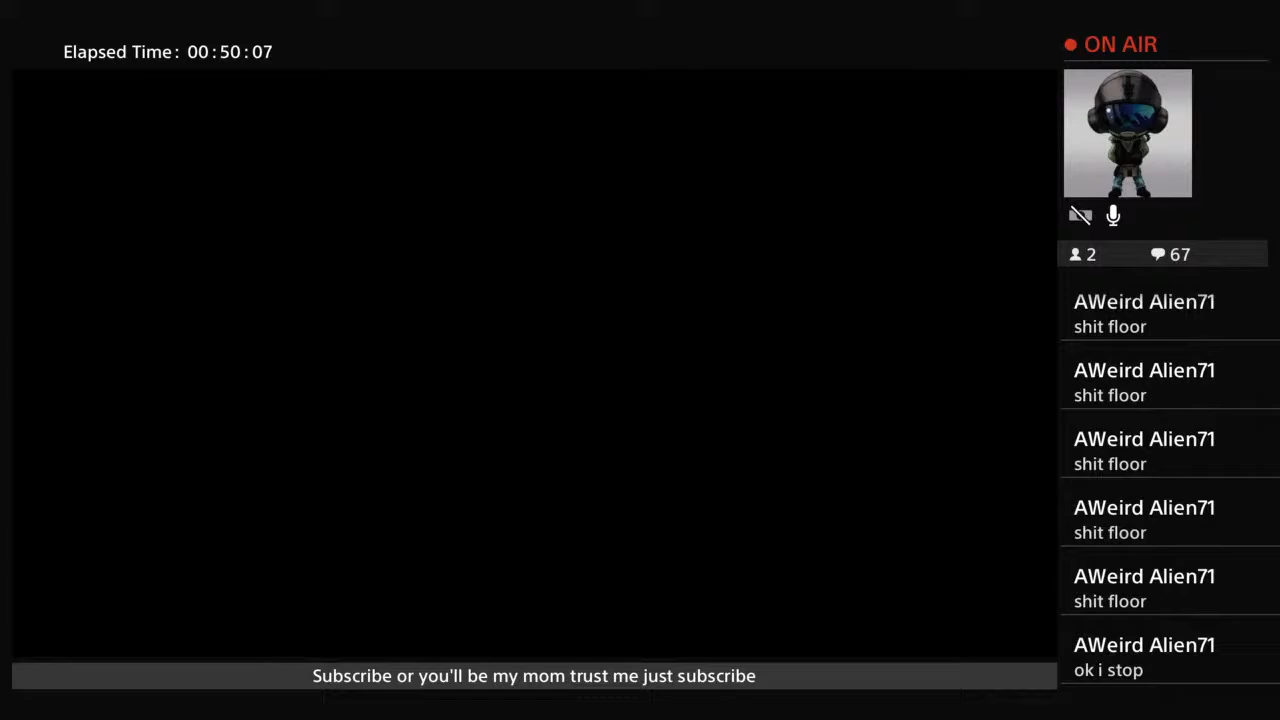 Elapsed Time: 00:50:07
ON AIR
2 67
AWeird Alien71
shit floor
AWeird Alien71
shit floor
AWeird Alien71
shit floor
AWeird Alien71
shit floor
AWeird Alien71
shit floor
AWeird Alien71
ok i stop
Subscribe or you'll be my mom trust me just subscribe